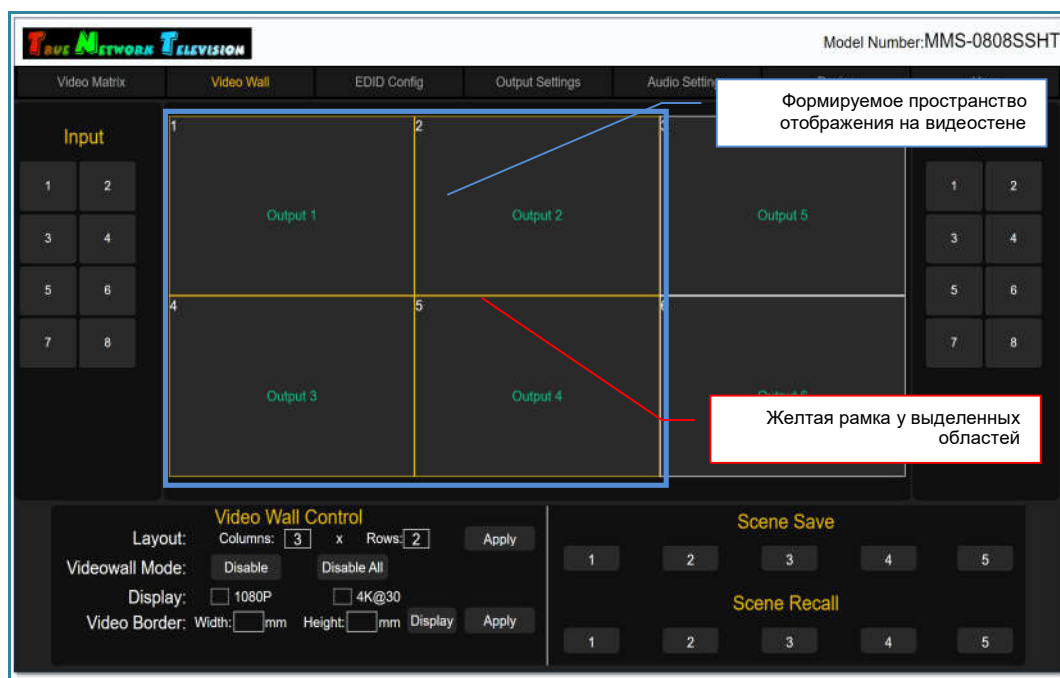 TRUE NETWORK TELEVISION
Model Number:MMS-0808SSHT
Video Matrix
Video Wall
EDID Config
Output Settings
Audio Setting
Формируемое пространство
отображения на видеостене
Input
1 2
3 4
5 6
7 8
1
Output 1
2
Output 2
Output 5
4
Output 3
5
Output 4
1 2
3 4
5 6
7 8
Желтая рамка у выделенных
областей
Video Wall Control
Layout: Columns: 3 x Rows: 2 Apply
Videowall Mode: Disable Disable All
Display: 1080P 4K@30
Video Border: Width: mm Height: mm Display Apply
Scene Save
1 2 3 4 5
Scene Recall
1 2 3 4 5